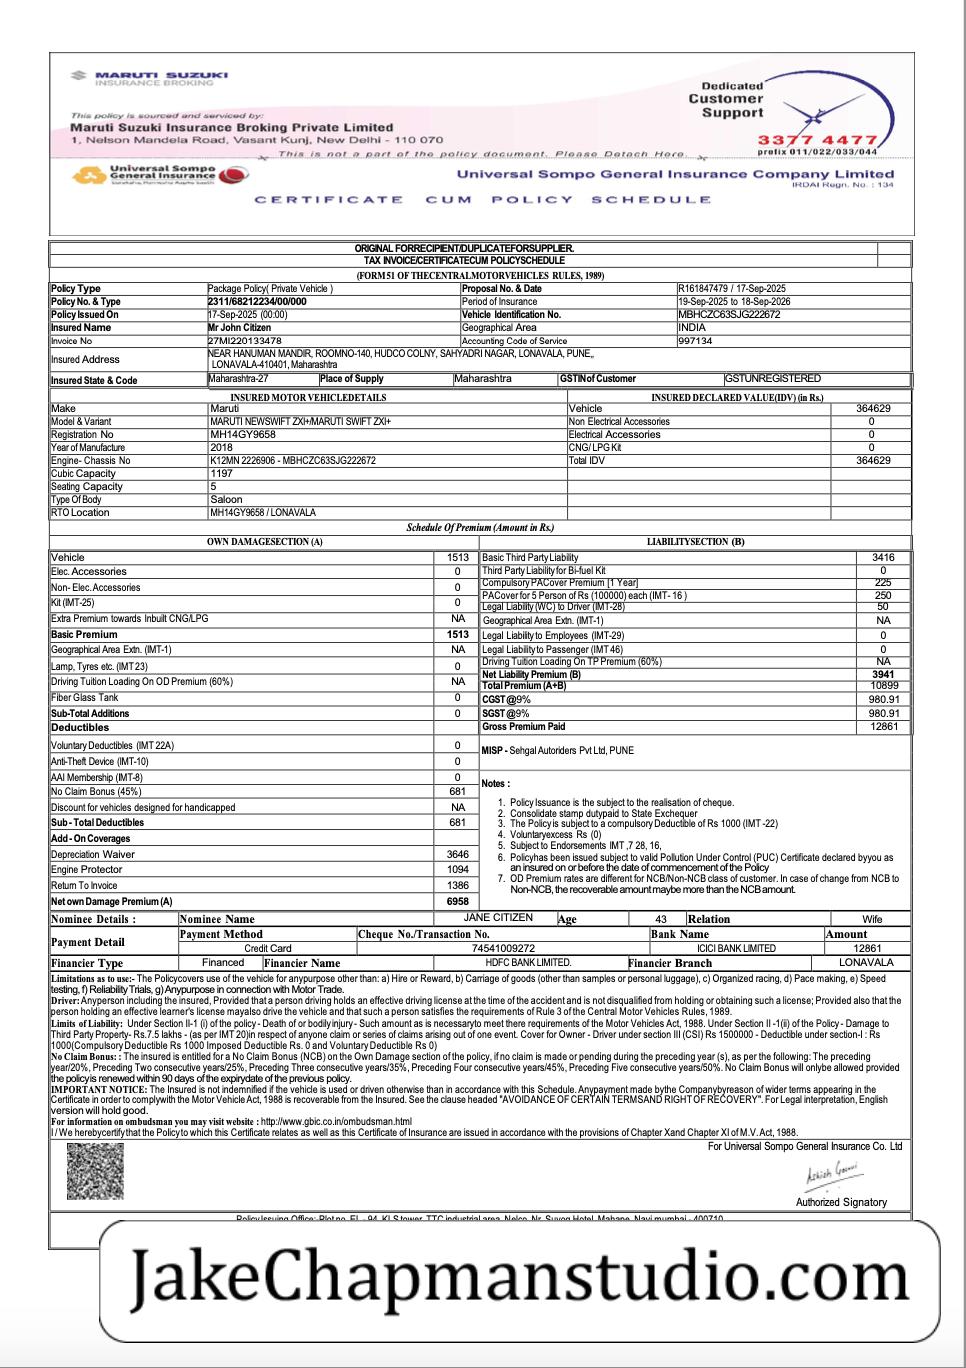 MARUTI SUZUKI
INSURANCE BROKING
This policy is sourced and serviced by:
Maruti Suzuki Insurance Broking Private Limited
1, Nelson Mandela Road, Vasant Kunj, New Delhi - 110 070
Dedicated
Customer
Support
3377 4477
prefix 011/022/033/044
This is not a part of the policy document. Please Detach Here.
Universal Sompo
General Insurance
Universal Sompo General Insurance Company Limited
IRDAI Regn. No. : 134
CERTIFICATE CUM POLICY SCHEDULE
ORIGINAL FORRECIPIENT/DUPLICATEFORSUPPLIER.
TAX INVOICE/CERTIFICATECUM POLICYSCHEDULE
(FORM 51 OF THECENTRALMOTORVEHICLES RULES, 1989)
Policy Type Package Policy( Private Vehicle ) Proposal No. & Date R161847479 / 17-Sep-2025
Policy No. & Type 2311/68212234/00/000 Period of Insurance 19-Sep-2025 to 18-Sep-2026
Policy Issued On 17-Sep-2025 (00:00) Vehicle Identification No. MBHCZC63SJG222672
Insured Name Mr John Citizen Geographical Area INDIA
Invoice No 27MI220133478 Accounting Code of Service 997134
Insured Address NEAR HANUMAN MANDIR, ROOMNO-140, HUDCO COLNY, SAHYADRI NAGAR, LONAVALA, PUNE,,
LONAVALA-410401, Maharashtra
Insured State & Code Maharashtra-27 Place of Supply Maharashtra GSTIN of Customer GSTUNREGISTERED
INSURED MOTOR VEHICLEDETAILS INSURED DECLARED VALUE(IDV) (in Rs.)
Make Maruti Vehicle 364629
Model & Variant MARUTI NEWSWIFT ZXI+/MARUTI SWIFT ZXI+ Non Electrical Accessories 0
Registration No MH14GY9658 Electrical Accessories 0
Year of Manufacture 2018 CNG/ LPG Kit 0
Engine- Chassis No K12MN 2226906 - MBHCZC63SJG222672 Total IDV 364629
Cubic Capacity 1197
Seating Capacity 5
Type Of Body Saloon
RTO Location MH14GY9658 / LONAVALA
Schedule Of Premium (Amount in Rs.)
OWN DAMAGESECTION (A) LIABILITYSECTION (B)
Vehicle 1513
Elec. Accessories 0
Non- Elec. Accessories 0
Kit (IMT-25) 0
Extra Premium towards Inbuilt CNG/LPG NA
Basic Premium 1513
Geographical Area Extn. (IMT-1) NA
Lamp, Tyres etc. (IMT 23) 0
Driving Tuition Loading On OD Premium (60%) NA
Fiber Glass Tank 0
Sub-Total Additions 0
Deductibles
Voluntary Deductibles (IMT 22A) 0
Anti-Theft Device (IMT-10) 0
AAI Membership (IMT-8) 0
No Claim Bonus (45%) 681
Discount for vehicles designed for handicapped NA
Sub - Total Deductibles 681
Add - On Coverages
Depreciation Waiver 3646
Engine Protector 1094
Return To Invoice 1386
Net own Damage Premium (A) 6958
Basic Third Party Liability 3416
Third Party Liability for Bi-fuel Kit 0
Compulsory PACover Premium [1 Year] 225
PACover for 5 Person of Rs (100000) each (IMT- 16 ) 250
Legal Liability (WC) to Driver (IMT-28) 50
Geographical Area Extn. (IMT-1) NA
Legal Liability to Employees (IMT-29) 0
Legal Liability to Passenger (IMT 46) 0
Driving Tuition Loading On TP Premium (60%) NA
Net Liability Premium (B) 3941
Total Premium (A+B) 10899
CGST @9% 980.91
SGST @9% 980.91
Gross Premium Paid 12861
MISP - Sehgal Autoriders Pvt Ltd, PUNE
Notes :
1. Policy Issuance is the subject to the realisation of cheque.
2. Consolidate stamp dutypaid to State Exchequer
3. The Policy is subject to a compulsory Deductible of Rs 1000 (IMT -22)
4. Voluntaryexcess Rs (0)
5. Subject to Endorsements IMT ,7 28, 16,
6. Policyhas been issued subject to valid Pollution Under Control (PUC) Certificate declared byyou as
an insured on or before the date of commencement of the Policy
7. OD Premium rates are different for NCB/Non-NCB class of customer. In case of change from NCB to
Non-NCB, the recoverable amount maybe more than the NCB amount.
Nominee Details : Nominee Name JANE CITIZEN Age 43 Relation Wife
Payment Detail Payment Method Cheque No./Transaction No. Bank Name Amount
Credit Card 74541009272 ICICI BANK LIMITED 12861
Financier Type Financed Financier Name HDFC BANK LIMITED. Financier Branch LONAVALA
Limitations as to use:- The Policycovers use of the vehicle for anypurpose other than: a) Hire or Reward, b) Carriage of goods (other than samples or personal luggage), c) Organized racing, d) Pace making, e) Speed
testing, f) Reliability Trials, g) Anypurpose in connection with Motor Trade.
Driver: Anyperson including the insured, Provided that a person driving holds an effective driving license at the time of the accident and is not disqualified from holding or obtaining such a license; Provided also that the
person holding an effective learner's license mayalso drive the vehicle and that such a person satisfies the requirements of Rule 3 of the Central Motor Vehicles Rules, 1989.
Limits of Liability: Under Section II-1 (i) of the policy - Death of or bodily injury - Such amount as is necessaryto meet there requirements of the Motor Vehicles Act, 1988. Under Section II -1(ii) of the Policy - Damage to
Third Party Property- Rs.7.5 lakhs - (as per IMT 20)in respect of anyone claim or series of claims arising out of one event. Cover for Owner - Driver under section III (CSI) Rs 1500000 - Deductible under section-I : Rs
1000(Compulsory Deductible Rs 1000 Imposed Deductible Rs. 0 and Voluntary Deductible Rs 0)
No Claim Bonus: : The insured is entitled for a No Claim Bonus (NCB) on the Own Damage section of the policy, if no claim is made or pending during the preceding year (s), as per the following: The preceding
year/20%, Preceding Two consecutive years/25%, Preceding Three consecutive years/35%, Preceding Four consecutive years/45%, Preceding Five consecutive years/50%. No Claim Bonus will onlybe allowed provided
the policy is renewed within 90 days of the expirydate of the previous policy.
IMPORTANT NOTICE: The Insured is not indemnified if the vehicle is used or driven otherwise than in accordance with this Schedule. Anypayment made bythe Companybyreason of wider terms appearing in the
Certificate in order to complywith the Motor Vehicle Act, 1988 is recoverable from the Insured. See the clause headed "AVOIDANCE OF CERTAIN TERMSAND RIGHT OF RECOVERY". For Legal interpretation, English
version will hold good.
For information on ombudsman you may visit website : http://www.gbic.co.in/ombudsman.html
I / We herebycertifythat the Policyto which this Certificate relates as well as this Certificate of Insurance are issued in accordance with the provisions of Chapter Xand Chapter XI of M.V. Act, 1988.
For Universal Sompo General Insurance Co. Ltd
Authorized Signatory
Policy Issuing Office:-Plot no. EL - 94, KLS tower, TTC industrial area, Nelco, Nr. Suyog Hotel, Mahape, Navi mumbai - 400710
JakeChapmanstudio.com